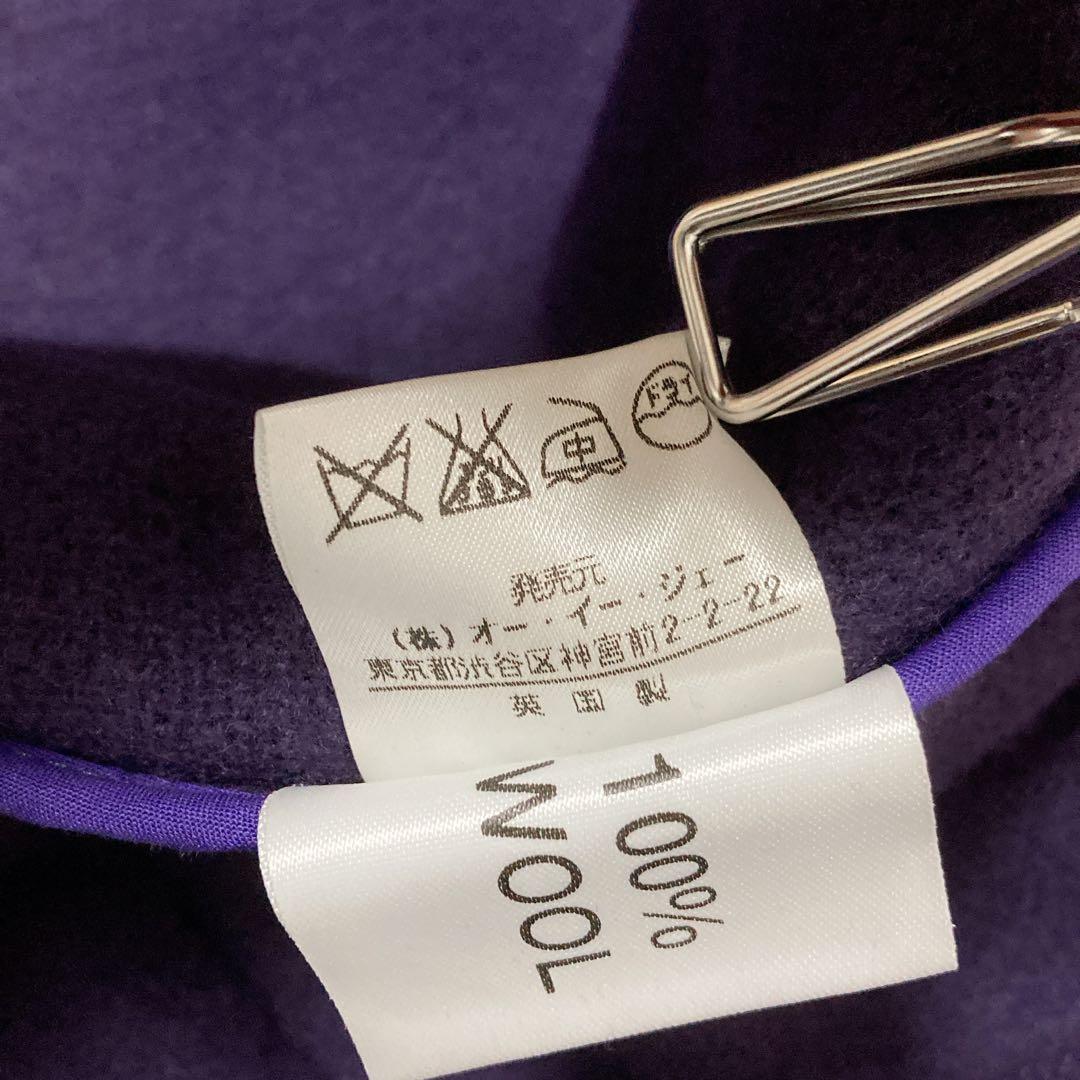 中
ドライ
発売元
(株)オー・イー・ジェー
東京都渋谷区神宮前2-2-22
英国製
100%
WOOL